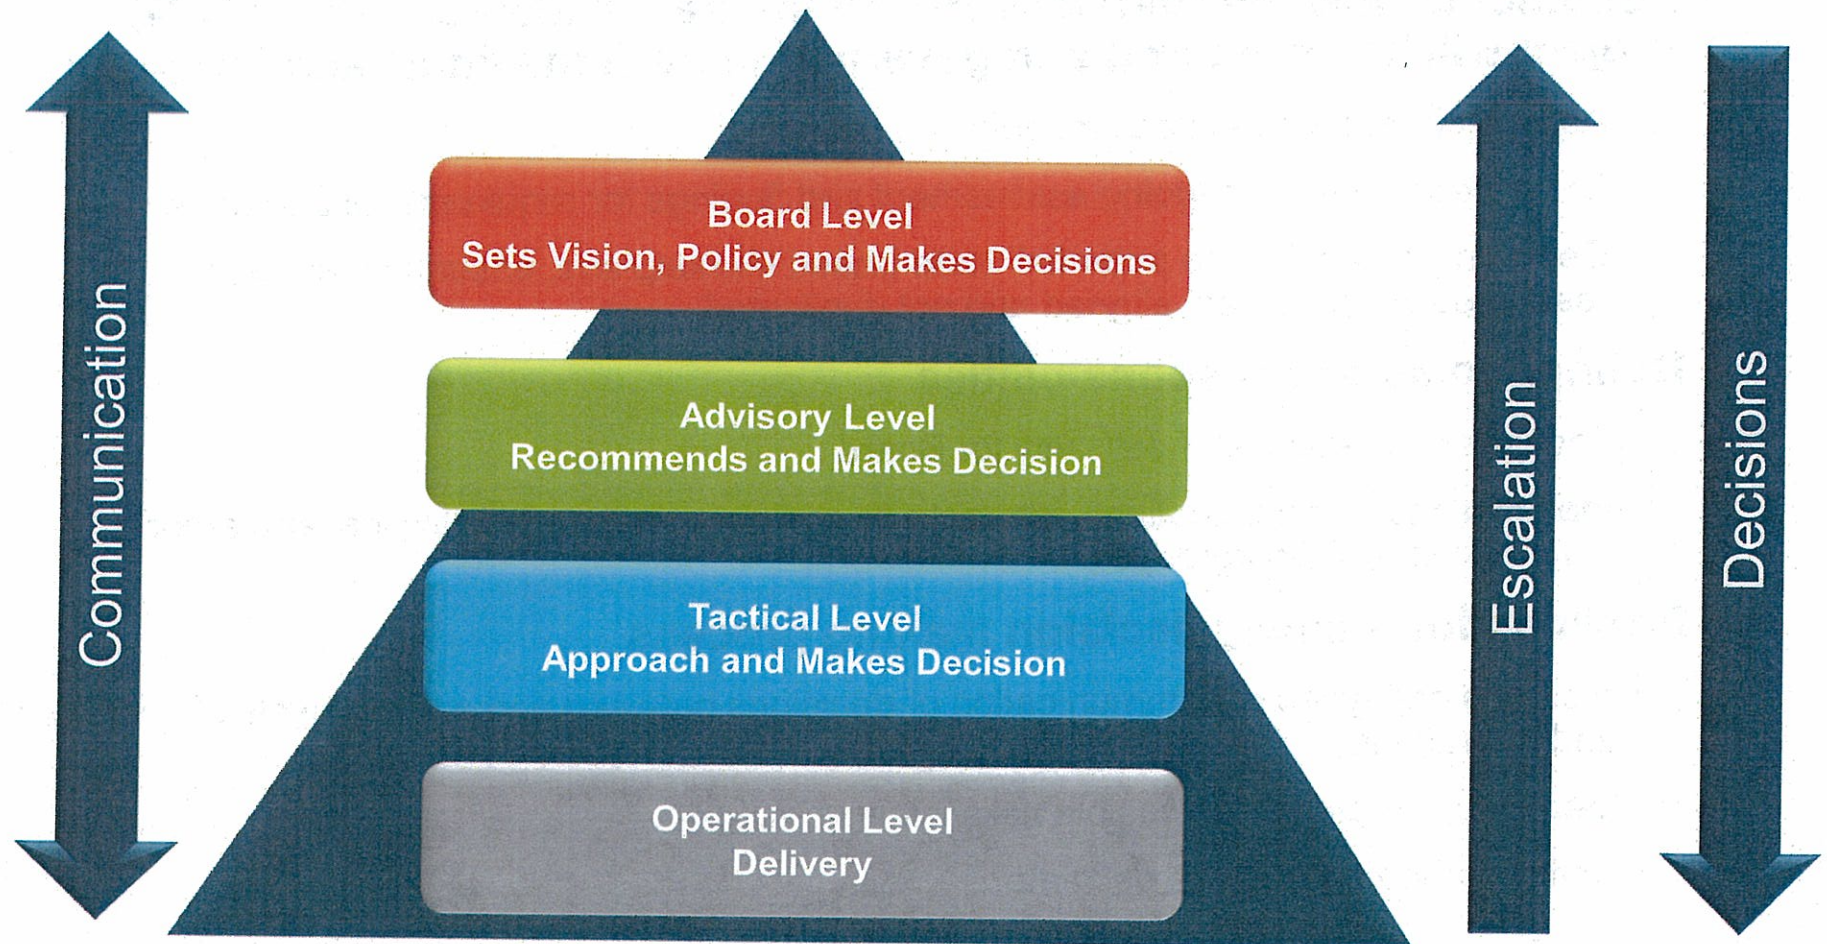 Communication
Board Level
Sets Vision, Policy and Makes Decisions
Advisory Level
Recommends and Makes Decision
Tactical Level
Approach and Makes Decision
Operational Level
Delivery
Escalation
Decisions